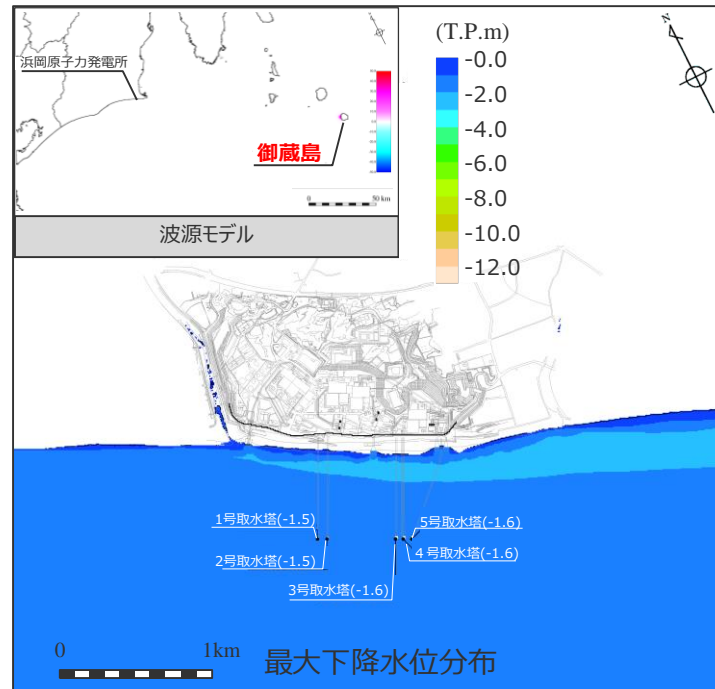 浜岡原子力発電所
御蔵島
N
0 50 km
波源モデル
(T.P.m)
-0.0
-2.0
-4.0
-6.0
-8.0
-10.0
-12.0
N
1号取水塔(-1.5)
2号取水塔(-1.5)
3号取水塔(-1.6)
5号取水塔(-1.6)
4号取水塔(-1.6)
0 1km
最大下降水位分布